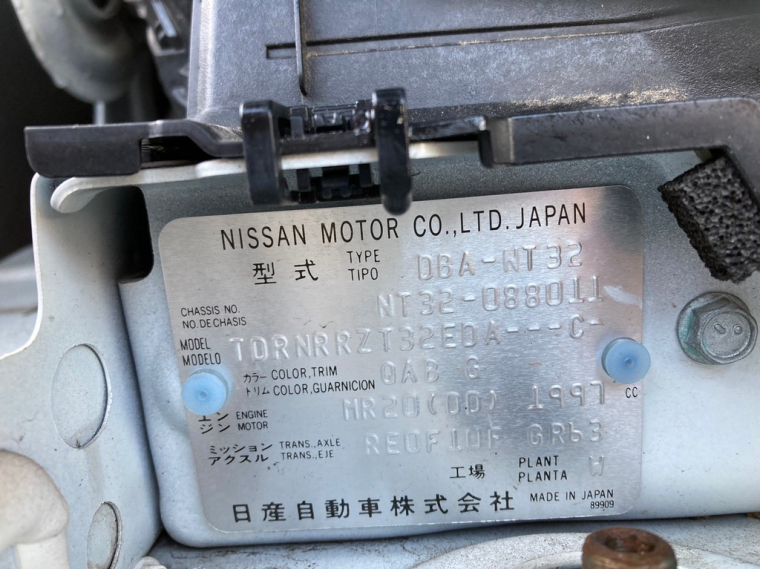 NISSAN MOTOR CO.,LTD. JAPAN
型式 TYPE TIPO DBA-NT32
CHASSIS NO. NO.DE CHASIS NT32-088011
MODEL MODELO TDRNRRZT32EDA---C-
カラー COLOR,TRIM
トリム COLOR,GUARNICION QAB G
エンジン ENGINE MOTOR MR20(DD) 1997 CC
ミッション TRANS.,AXLE
アクスル TRANS.,EJE RE0F10F GR63
工場 PLANT PLANTA W
日産自動車株式会社 MADE IN JAPAN
89909